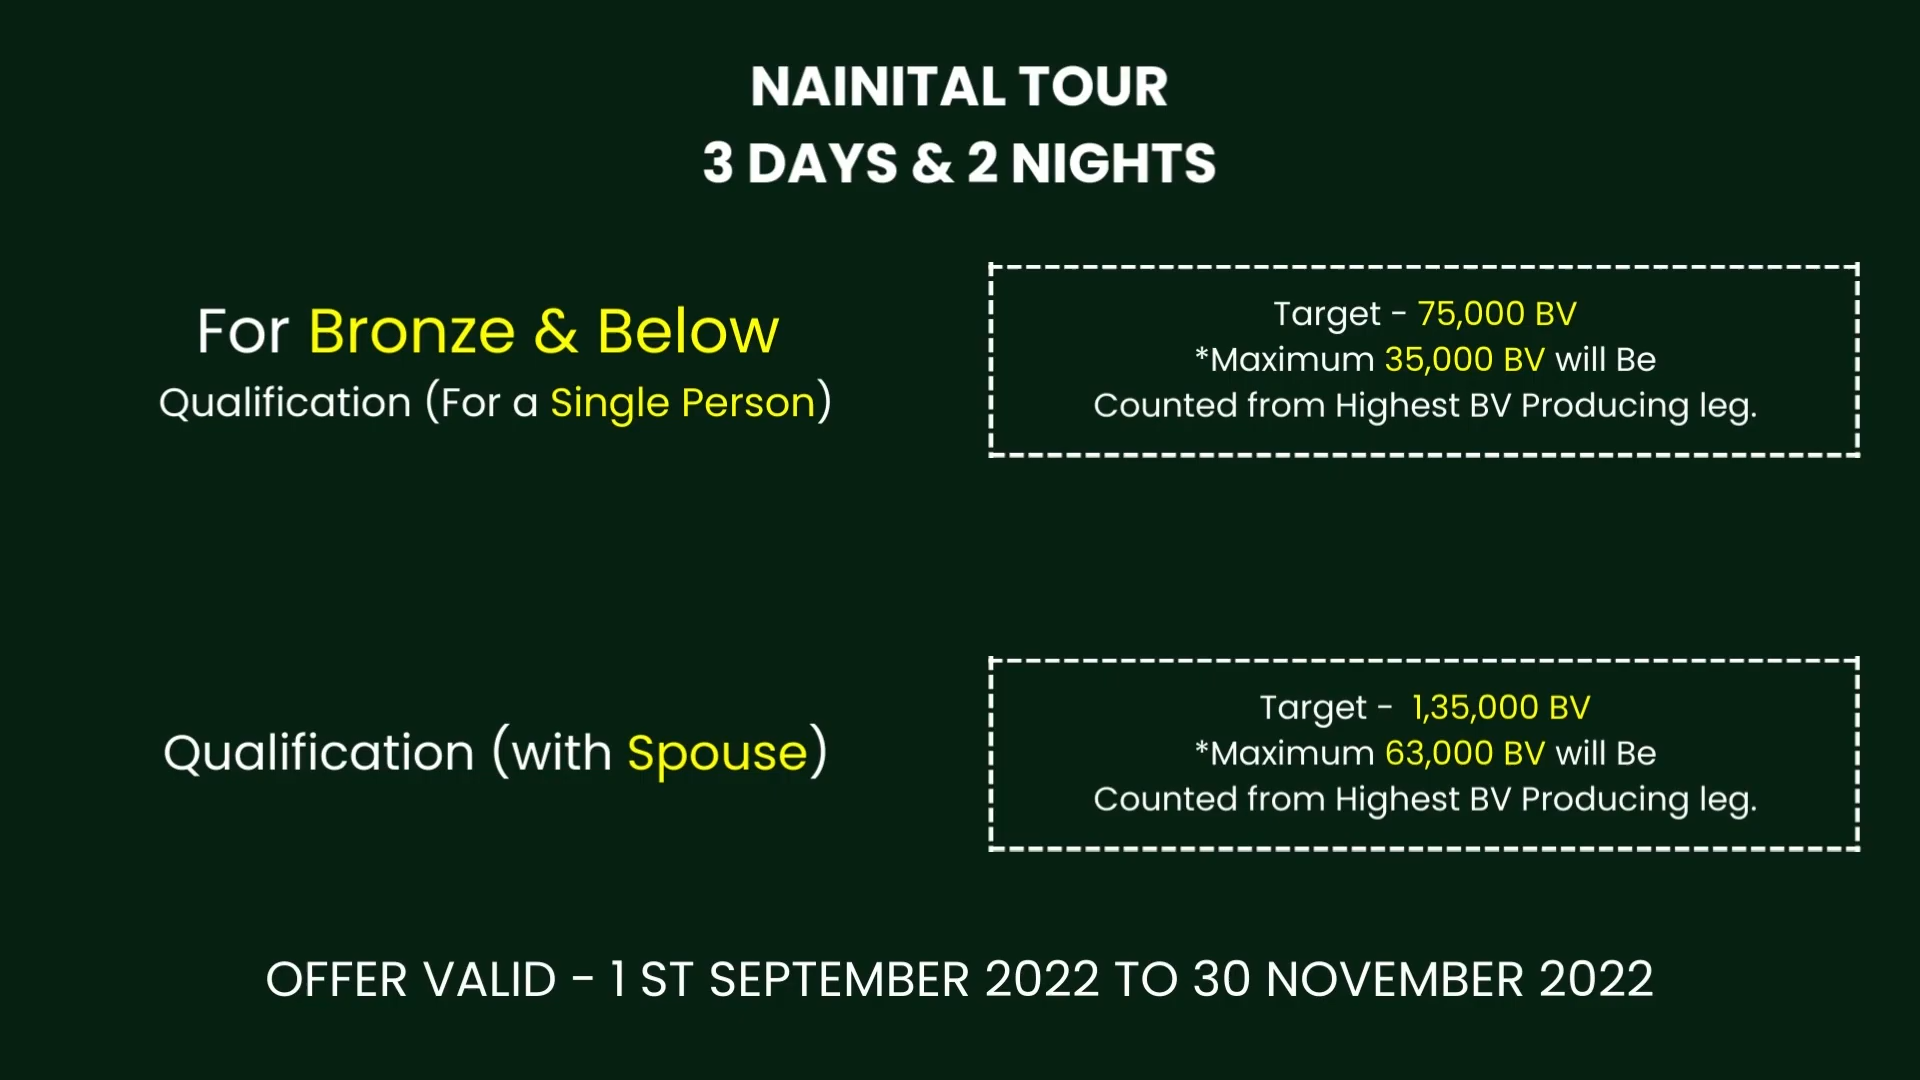 NAINITAL TOUR
3 DAYS & 2 NIGHTS
For Bronze & Below
Qualification (For a Single Person)
Target - 75,000 BV
*Maximum 35,000 BV will Be
Counted from Highest BV Producing leg.
Qualification (with Spouse)
Target - 1,35,000 BV
*Maximum 63,000 BV will Be
Counted from Highest BV Producing leg.
OFFER VALID - 1 ST SEPTEMBER 2022 TO 30 NOVEMBER 2022